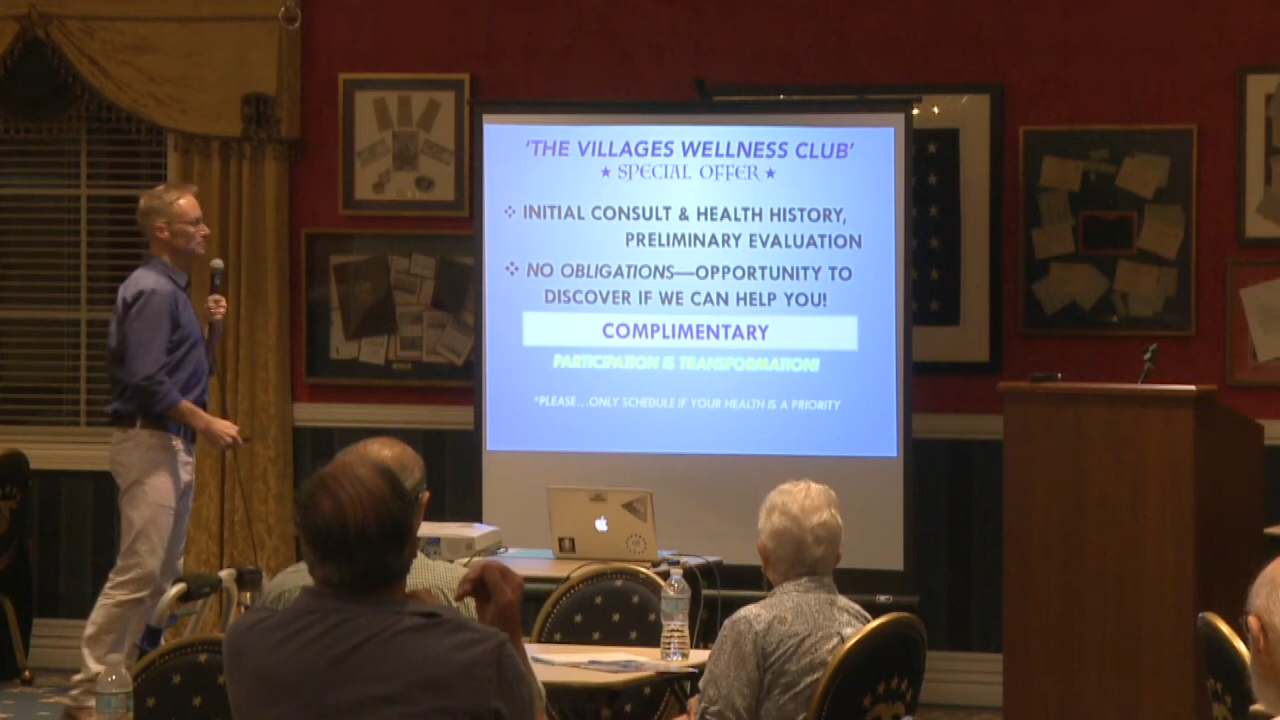 'THE VILLAGES WELLNESS CLUB'
★ SPECIAL OFFER ★
❖ INITIAL CONSULT & HEALTH HISTORY,
PRELIMINARY EVALUATION
❖ NO OBLIGATIONS—OPPORTUNITY TO
DISCOVER IF WE CAN HELP YOU!
COMPLIMENTARY
PARTICIPATION IS TRANSFORMATION!
*PLEASE...ONLY SCHEDULE IF YOUR HEALTH IS A PRIORITY